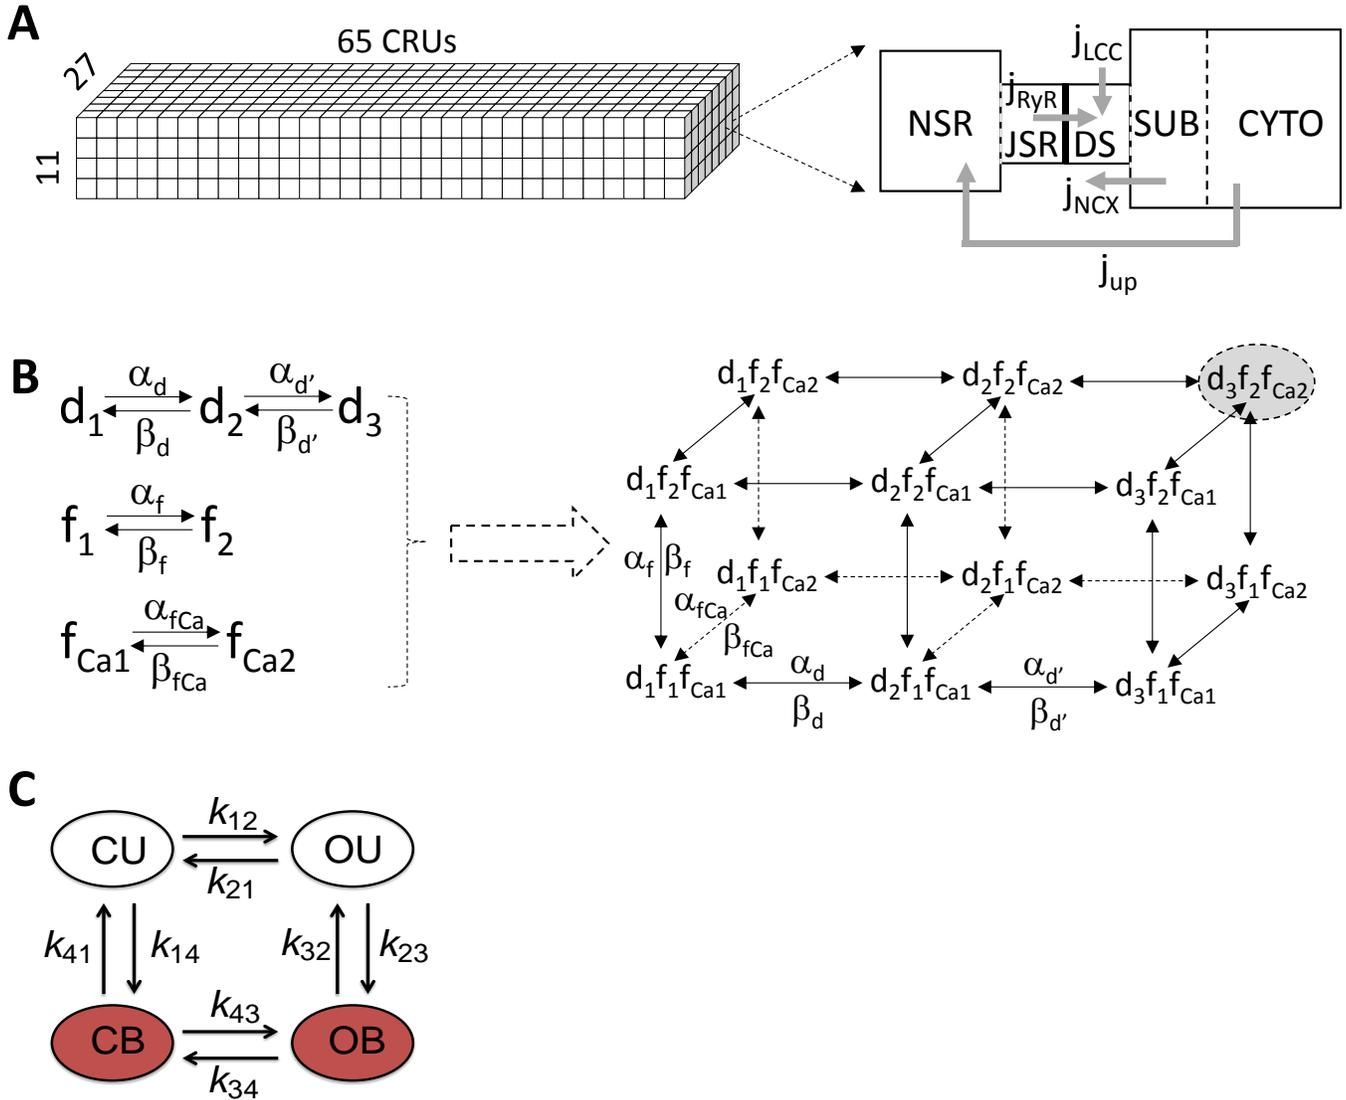 A
65 CRUs
27
11
jLCC
jRyR
NSR
JSR
DS
SUB
CYTO
jNCX
jup
B
αd
αd’
d1
d2
d3
βd
βd’
αf
f1
f2
βf
αfCa
fCa1
fCa2
βfCa
d1f2fCa2
d2f2fCa2
d3f2fCa2
d1f2fCa1
d2f2fCa1
d3f2fCa1
αf
βf
d1f1fCa2
d2f1fCa2
d3f1fCa2
αfCa
βfCa
d1f1fCa1
αd
βd
d2f1fCa1
αd’
βd’
d3f1fCa1
C
k12
CU
OU
k21
k41
k14
k32
k23
k43
CB
OB
k34